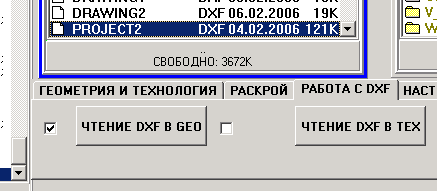 DRAWING2 DXF 06.02.2006 19K
PROJECT2 DXF 04.02.2006 121K
..
СВОБОДНО: 3672K
ГЕОМЕТРИЯ И ТЕХНОЛОГИЯ РАСКРОЙ РАБОТА С DXF НАСТ
ЧТЕНИЕ DXF В GEO ЧТЕНИЕ DXF В ТЕХ